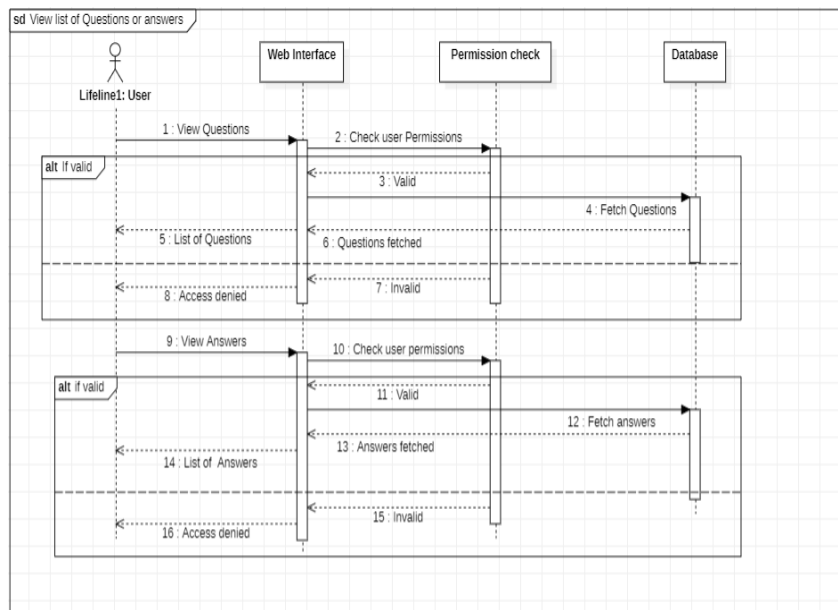 sd View list of Questions or answers
Web Interface
Permission check
Database
Lifeline1: User
1 : View Questions
2 : Check user Permissions
alt If valid
3 : Valid
4 : Fetch Questions
5 : List of Questions
6 : Questions fetched
7 : Invalid
8 : Access denied
9 : View Answers
10 : Check user permissions
alt if valid
11 : Valid
12 : Fetch answers
13 : Answers fetched
14 : List of Answers
15 : Invalid
16 : Access denied